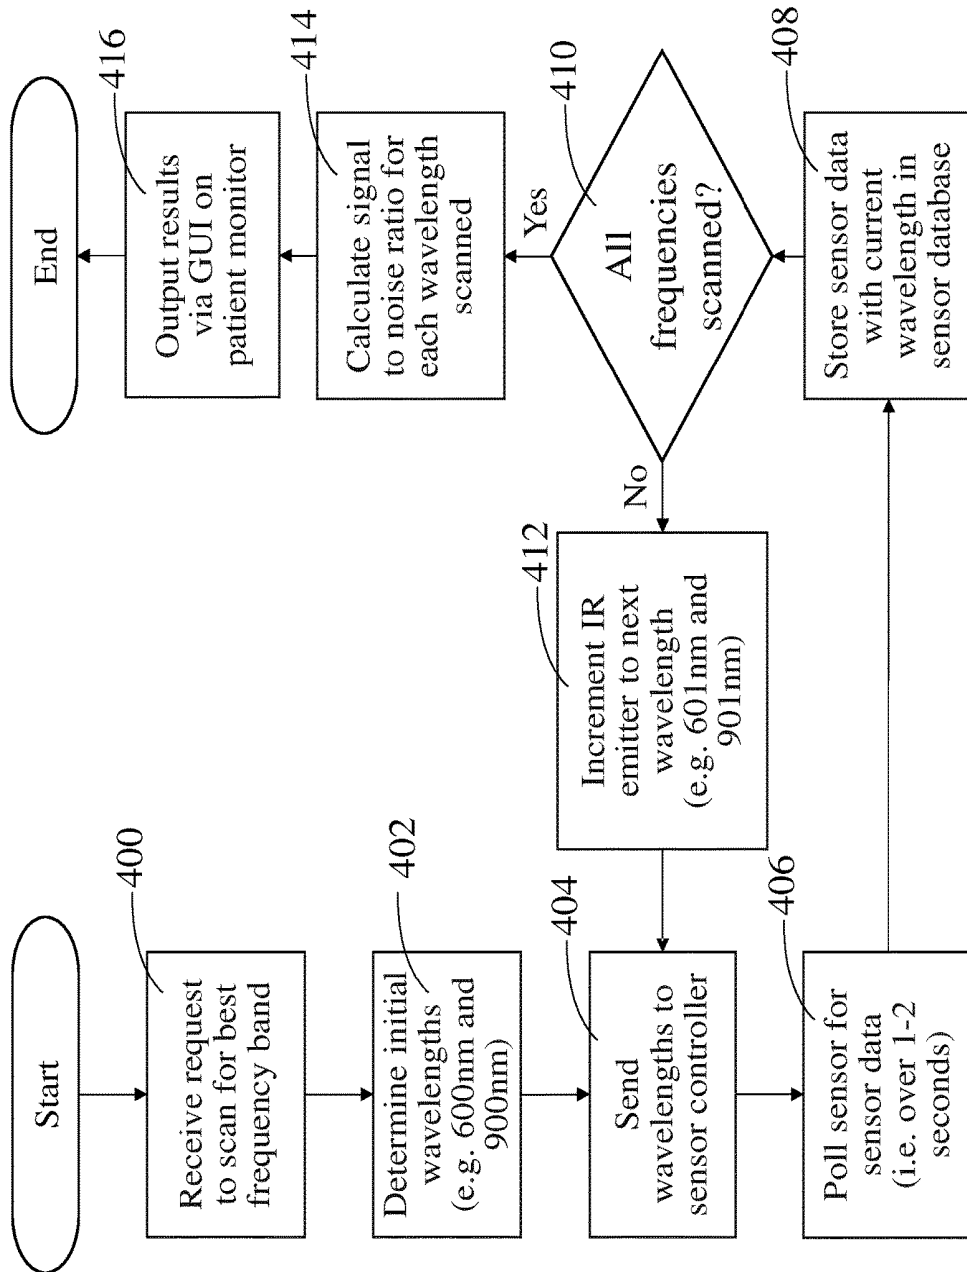 Start
400
Receive request
to scan for best
frequency band
402
Determine initial
wavelengths
(e.g. 600nm and
900nm)
404
Send
wavelengths to
sensor controller
406
Poll sensor for
sensor data
(i.e. over 1-2
seconds)
408
Store sensor data
with current
wavelength in
sensor database
410
All
frequencies
scanned?
No
412
Increment IR
emitter to next
wavelength
(e.g. 601nm and
901nm)
Yes
414
Calculate signal
to noise ratio for
each wavelength
scanned
416
Output results
via GUI on
patient monitor
End